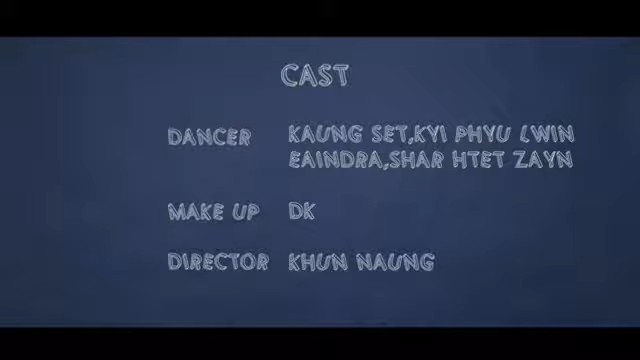 CAST
DANCER KAUNG SET,KYI PHYU LWIN
EAINDRA,SHAR HTET ZAYN
MAKE UP DK
DIRECTOR KHUN NAUNG